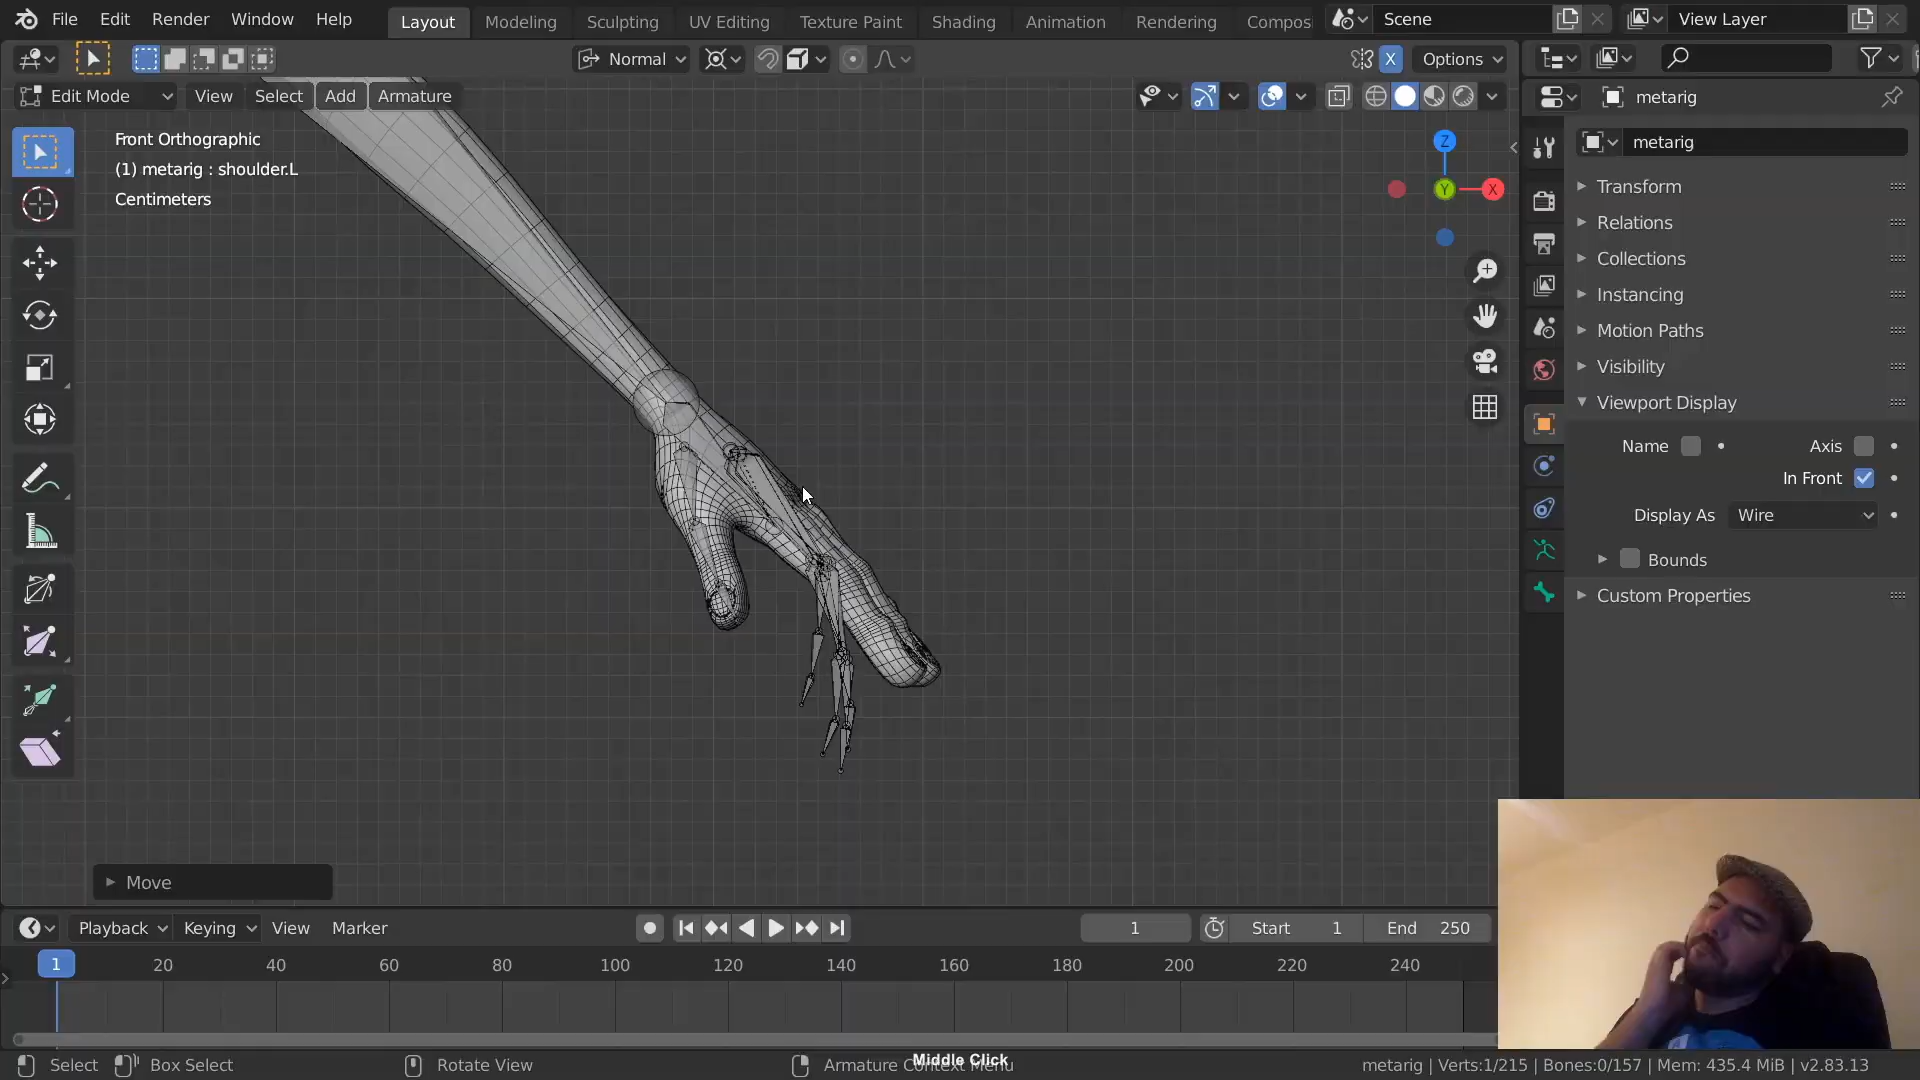 File Edit Render Window Help Layout Modeling Sculpting UV Editing Texture Paint Shading Animation Rendering Compos Scene View Layer
Normal X Options
Edit Mode View Select Add Armature
metarig
Front Orthographic
(1) metarig : shoulder.L
Centimeters
Z
Y
X
metarig
Transform
Relations
Collections
Instancing
Motion Paths
Visibility
Viewport Display
Name Axis
In Front
Display As Wire
Bounds
Custom Properties
Move
Playback Keying View Marker 1 Start 1 End 250
1 20 40 60 80 100 120 140 160 180 200 220 240
Select Box Select Rotate View Armature Context Menu Middle Click metarig | Verts:1/215 | Bones:0/157 | Mem: 435.4 MiB | v2.83.13